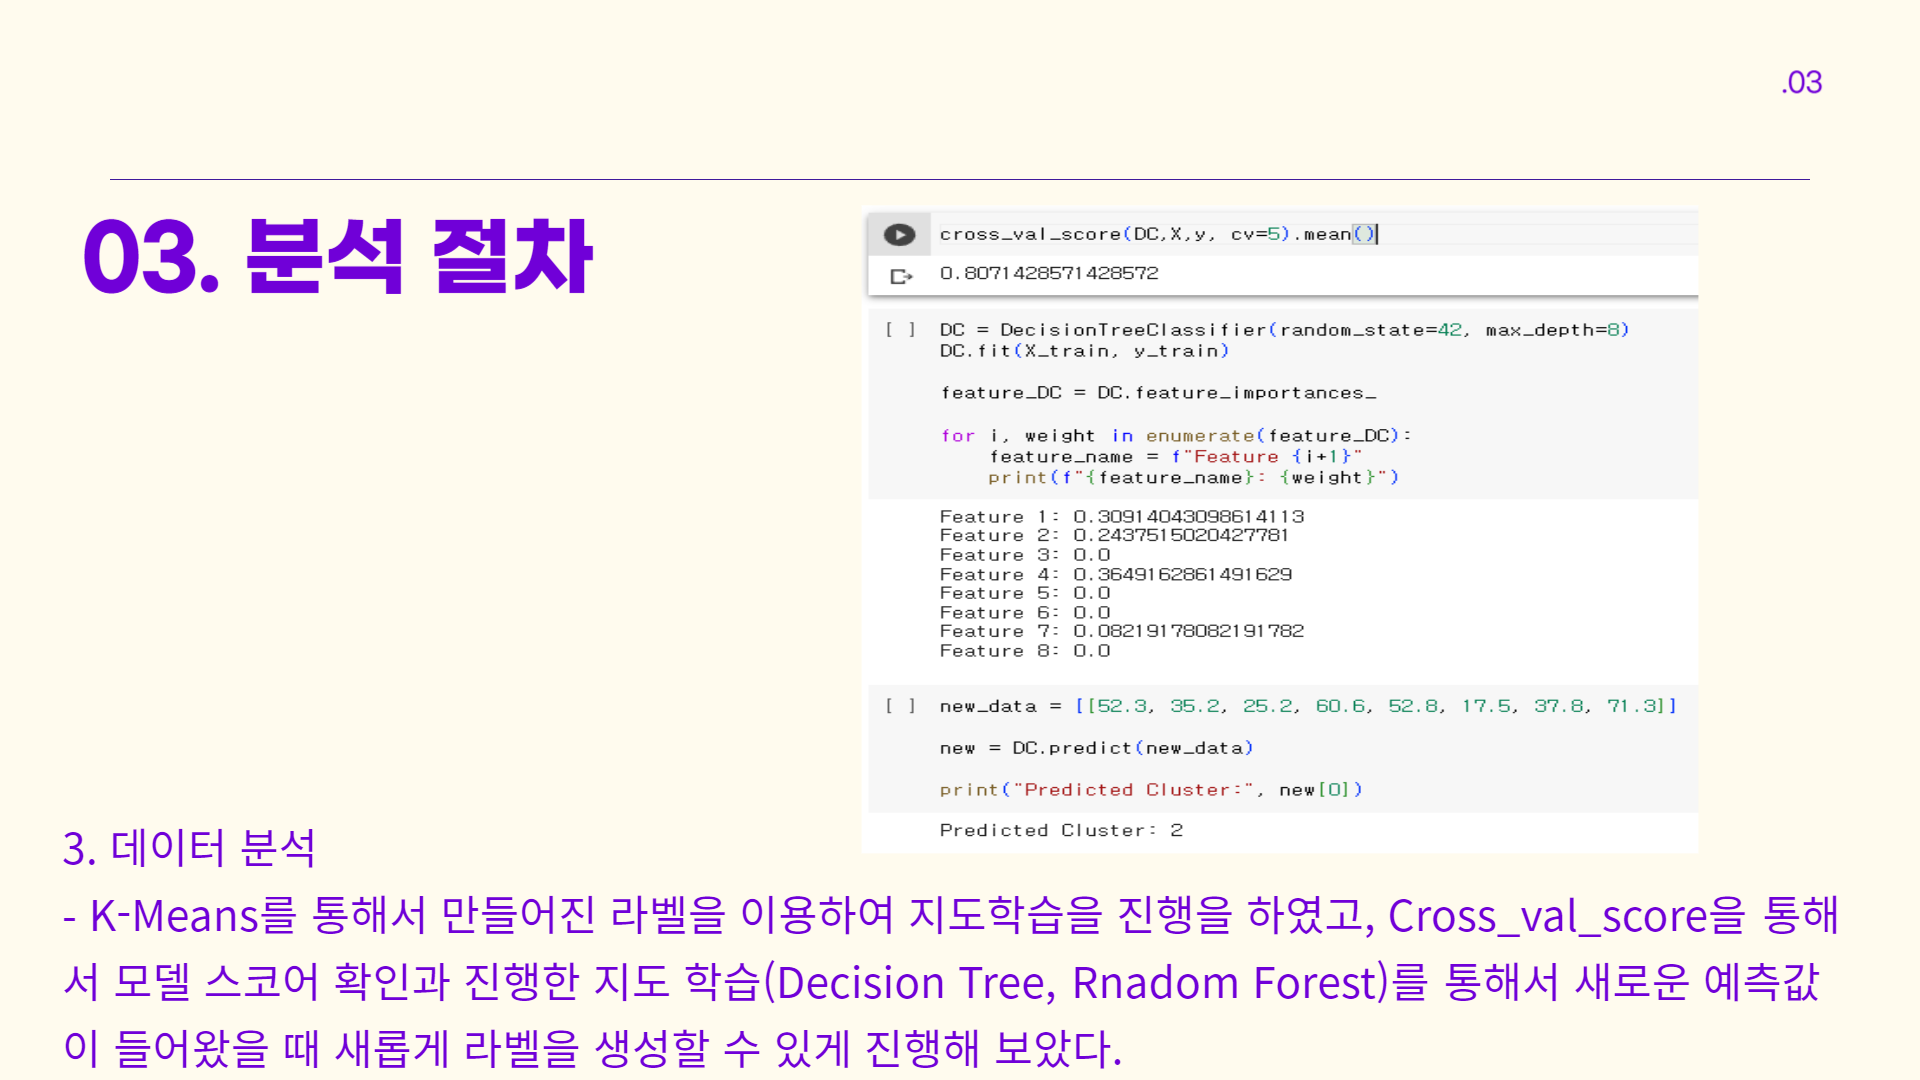 .03
03. 분석 절차
cross_val_score(DC,X,y, cv=5).mean()
0.8071428571428572
[ ] DC = DecisionTreeClassifier(random_state=42, max_depth=8)
DC.fit(X_train, y_train)
feature_DC = DC.feature_importances_
for i, weight in enumerate(feature_DC):
    feature_name = f"Feature {i+1}"
    print(f"{feature_name}: {weight}")
Feature 1: 0.30914043098614113
Feature 2: 0.2437515020427781
Feature 3: 0.0
Feature 4: 0.3649162861491629
Feature 5: 0.0
Feature 6: 0.0
Feature 7: 0.08219178082191782
Feature 8: 0.0
[ ] new_data = [[52.3, 35.2, 25.2, 60.6, 52.8, 17.5, 37.8, 71.3]]
new = DC.predict(new_data)
print("Predicted Cluster:", new[0])
Predicted Cluster: 2
3. 데이터 분석
- K-Means를 통해서 만들어진 라벨을 이용하여 지도학습을 진행을 하였고, Cross_val_score을 통해
서 모델 스코어 확인과 진행한 지도 학습(Decision Tree, Rnadom Forest)를 통해서 새로운 예측값
이 들어왔을 때 새롭게 라벨을 생성할 수 있게 진행해 보았다.